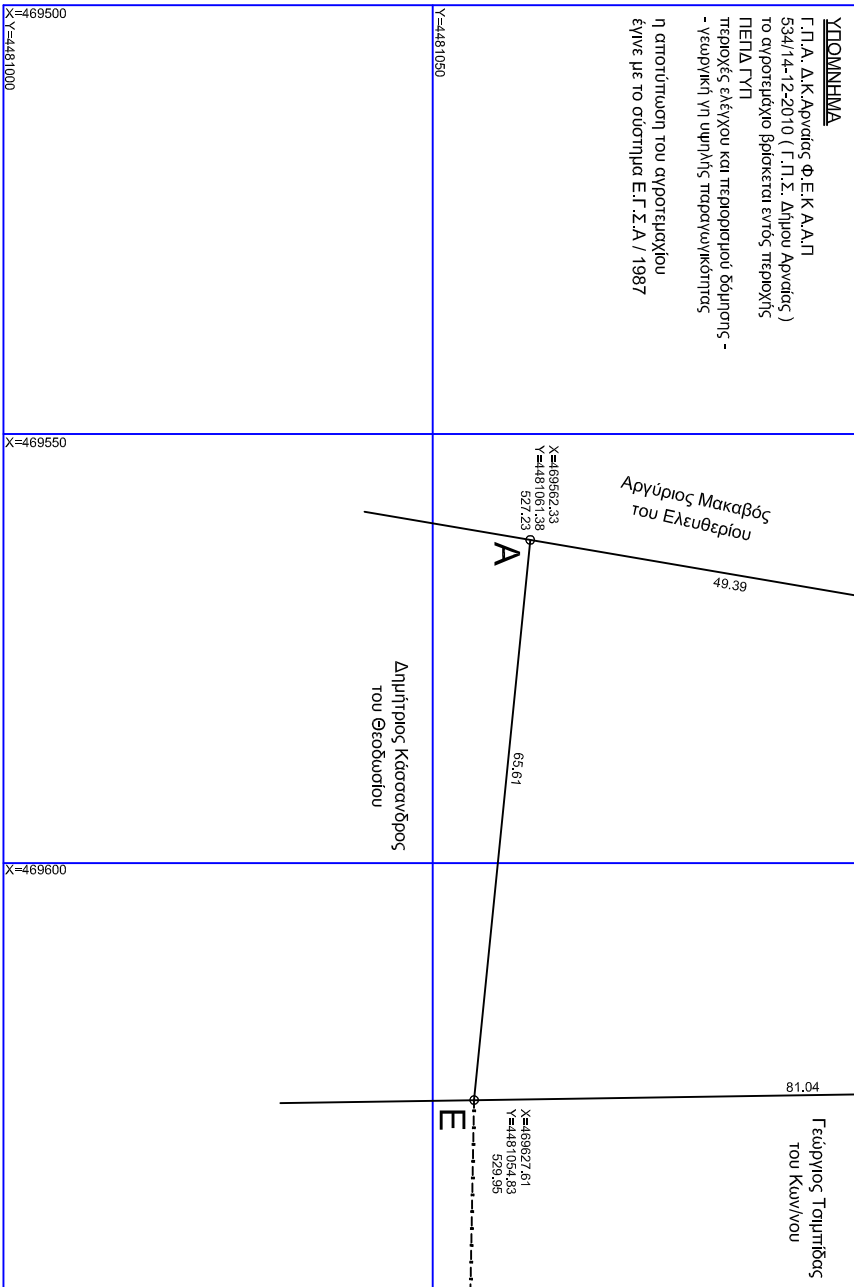 ΥΠΟΜΝΗΜΑ
Γ.Π.Α. Δ.Κ.Αρναίας Φ.Ε.Κ Α.Α.Π
534/14-12-2010 ( Γ.Π.Σ. Δήμου Αρναίας )
το αγροτεμάχιο βρίσκεται εντός περιοχής
ΠΕΠΔ ΓΥΠ
περιοχές ελέγχου και περιορισμού δόμησης -
- γεωργική γη υψηλής παραγωγικότητας
η αποτύπωση του αγροτεμαχίου
έγινε με το σύστημα Ε.Γ.Σ.Α / 1987
X=469500
Y=4481000
Y=4481050
X=469550
X=469600
Αργύριος Μακαβός
του Ελευθερίου
49.39
X=469562.33
Y=4481061.38
527.23
A
65.61
Δημήτριος Κάσσανδρος
του Θεοδωσίου
81.04
Γεώργιος Τσιμπίδας
του Κων/νου
X=469627.61
Y=4481054.83
529.95
E